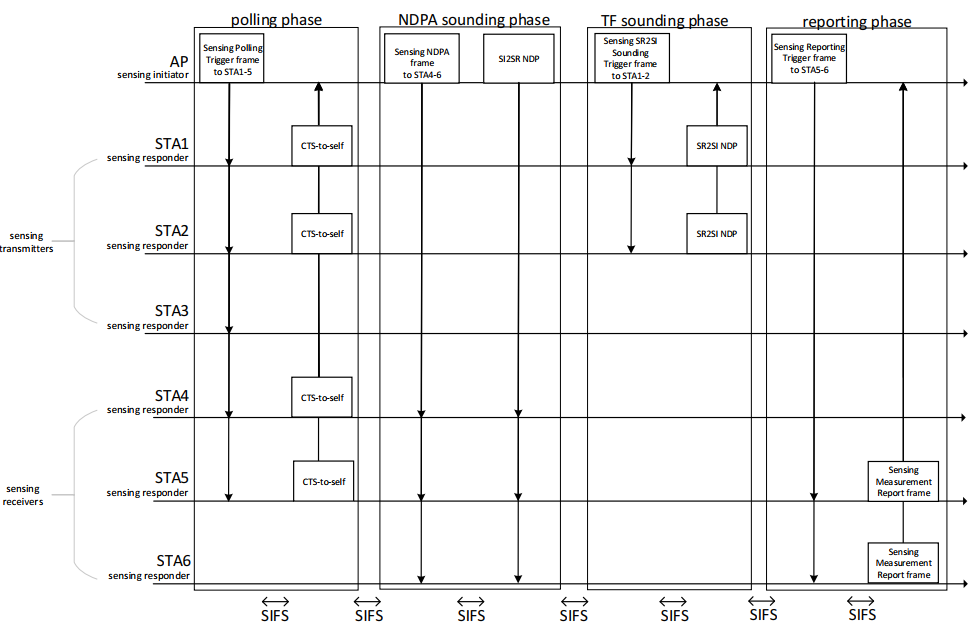 polling phase
NDPA sounding phase
TF sounding phase
reporting phase
AP
sensing initiator
Sensing Polling
Trigger frame
to STA1-5
Sensing NDPA
frame
to STA4-6
SI2SR NDP
Sensing SR2SI
Sounding
Trigger frame
to STA1-2
Sensing Reporting
Trigger frame
to STA5-6
STA1
sensing responder
CTS-to-self
SR2SI NDP
STA2
sensing responder
CTS-to-self
SR2SI NDP
sensing
transmitters
STA3
sensing responder
STA4
sensing responder
CTS-to-self
STA5
sensing responder
CTS-to-self
Sensing
Measurement
Report frame
sensing
receivers
STA6
sensing responder
Sensing
Measurement
Report frame
SIFS
SIFS
SIFS
SIFS
SIFS
SIFS
SIFS